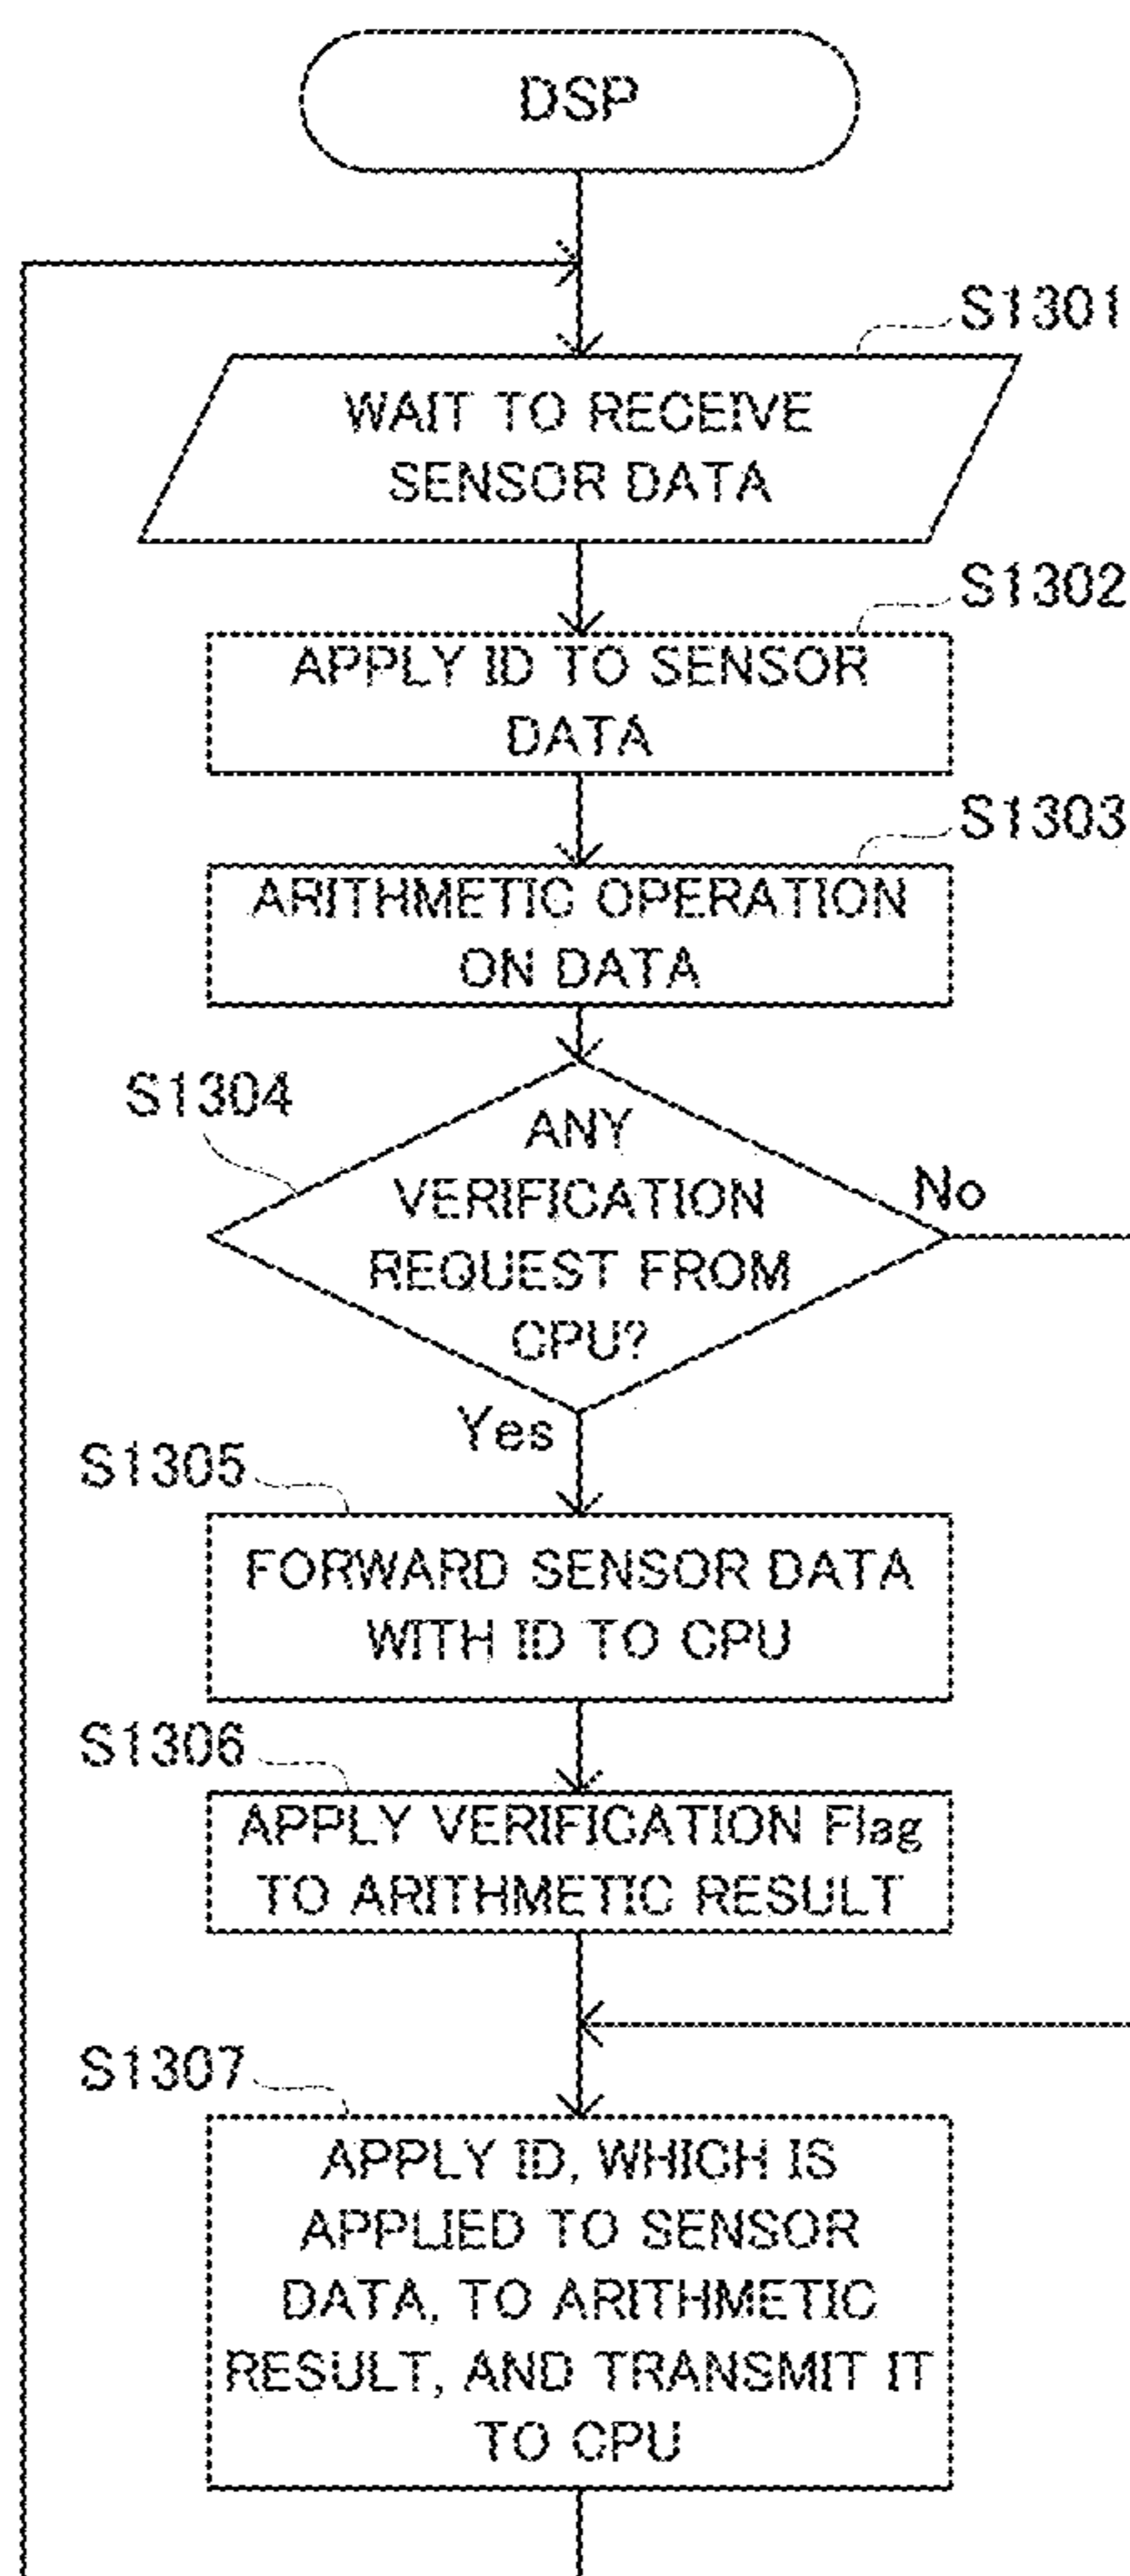 DSP
S1301
WAIT TO RECEIVE
SENSOR DATA
S1302
APPLY ID TO SENSOR
DATA
S1303
ARITHMETIC OPERATION
ON DATA
S1304
ANY
VERIFICATION
REQUEST FROM
CPU?
No
Yes
S1305
FORWARD SENSOR DATA
WITH ID TO CPU
S1306
APPLY VERIFICATION Flag
TO ARITHMETIC RESULT
S1307
APPLY ID, WHICH IS
APPLIED TO SENSOR
DATA, TO ARITHMETIC
RESULT, AND TRANSMIT IT
TO CPU